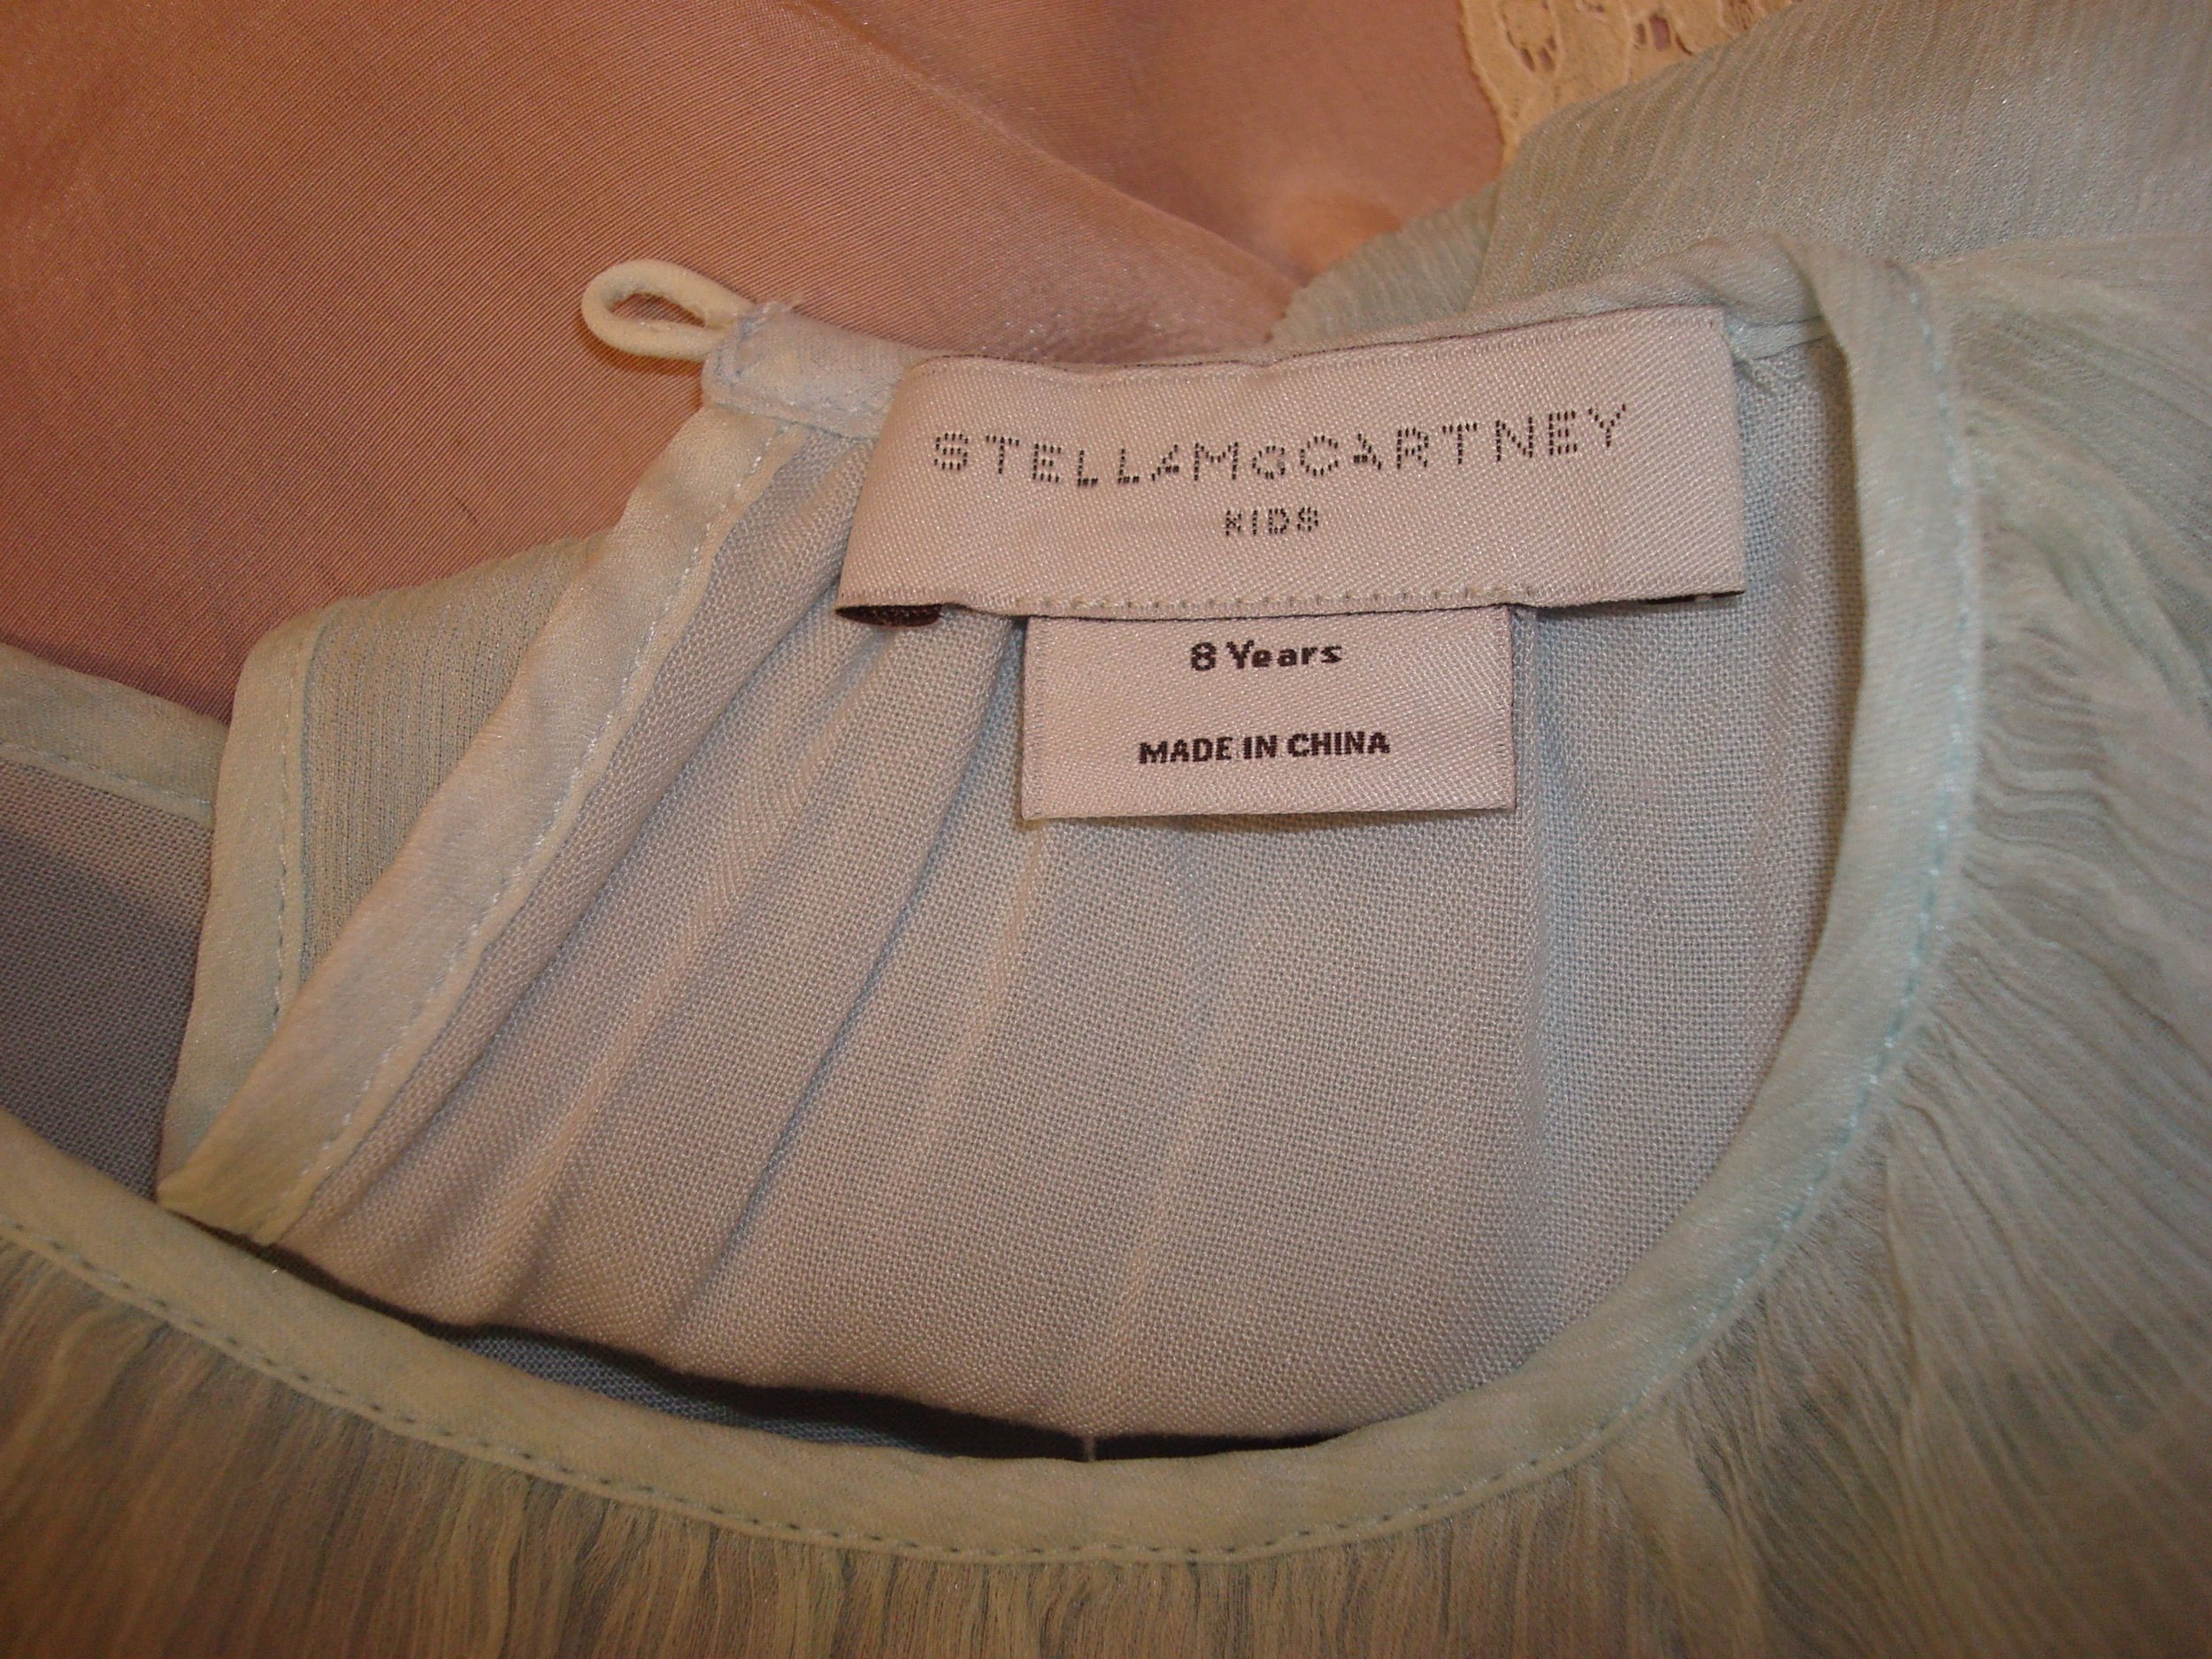 STELLAMCCARTNEY
KIDS
8 Years
MADE IN CHINA